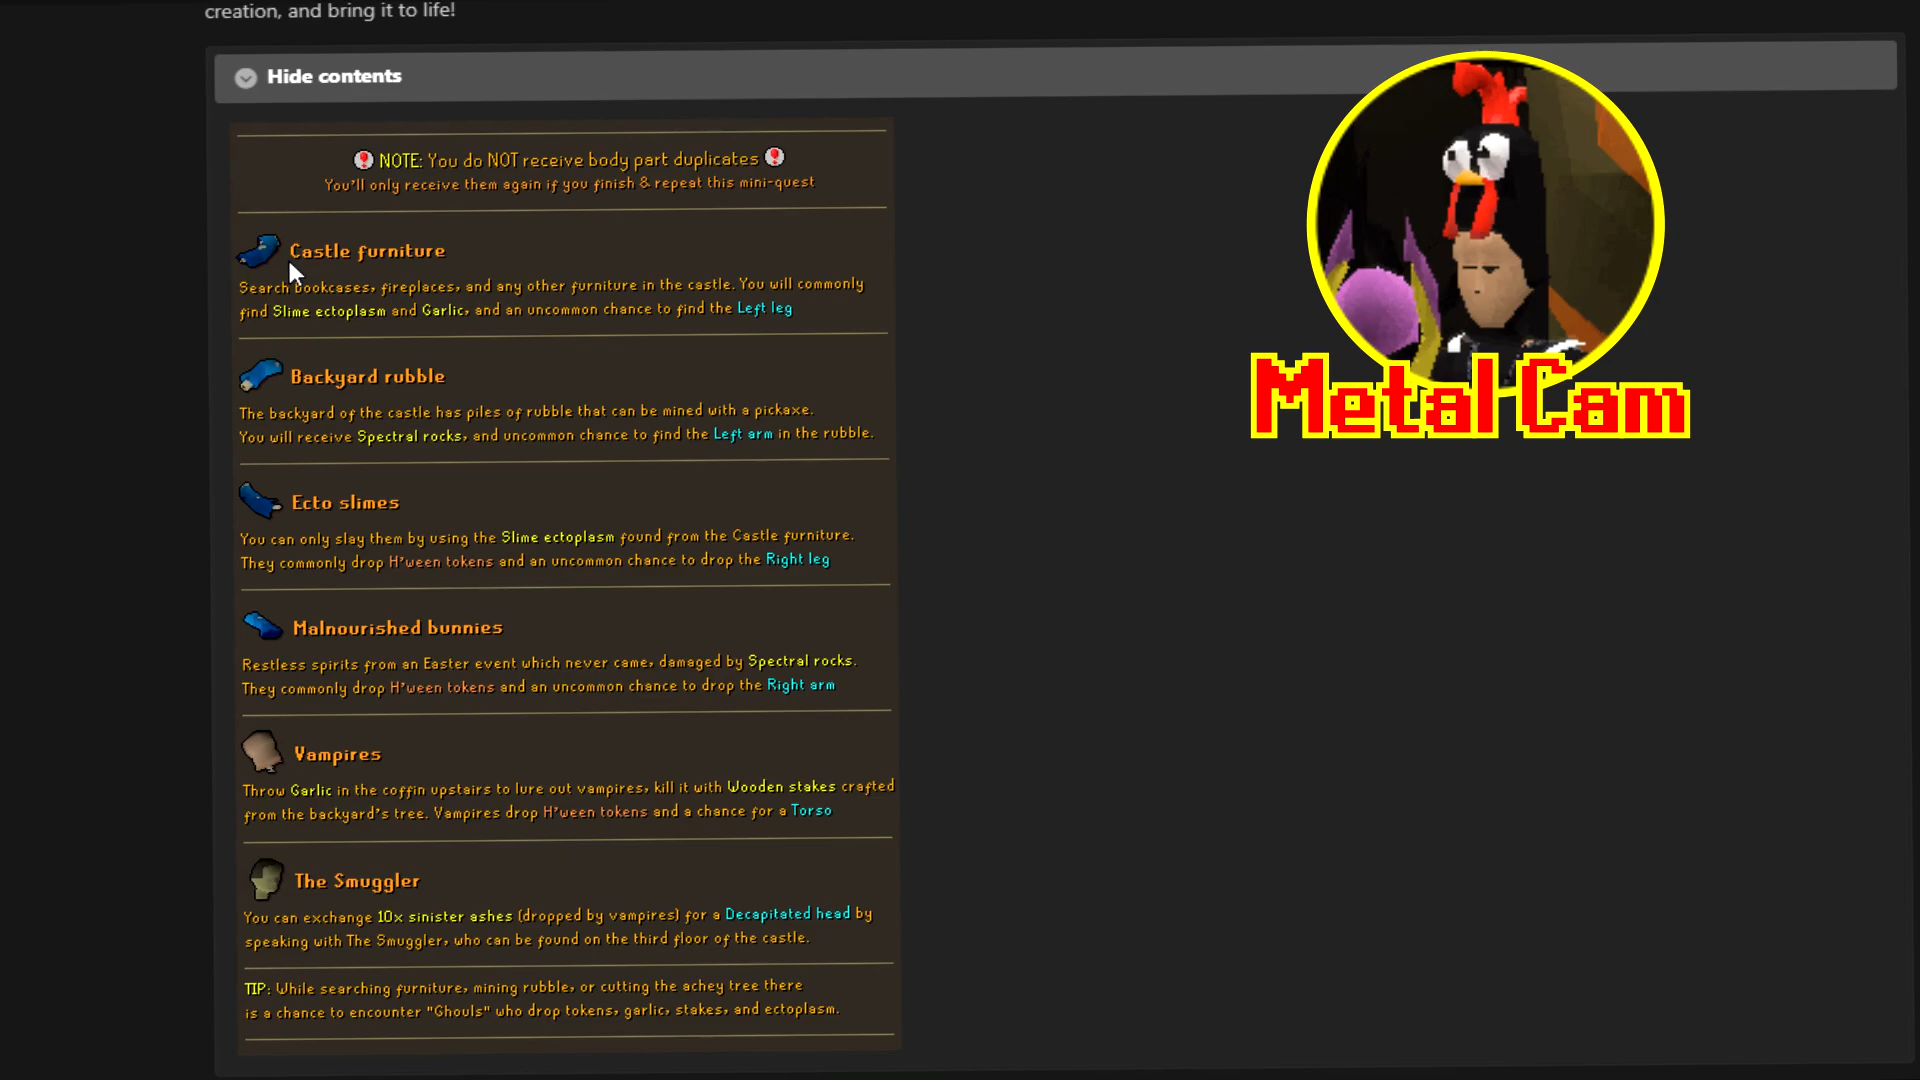 creation, and bring it to life!
Hide contents
NOTE: You do NOT receive body part duplicates
You'll only receive them again if you finish & repeat this mini-quest
Castle furniture
Search bookcases, fireplaces, and any other furniture in the castle. You will commonly
find Slime ectoplasm and Garlic, and an uncommon chance to find the Left leg
Backyard rubble
The backyard of the castle has piles of rubble that can be mined with a pickaxe.
You will receive Spectral rocks, and uncommon chance to find the Left arm in the rubble.
Ecto slimes
You can only slay them by using the Slime ectoplasm found from the Castle furniture.
They commonly drop H'ween tokens and an uncommon chance to drop the Right leg
Malnourished bunnies
Restless spirits from an Easter event which never came, damaged by Spectral rocks.
They commonly drop H'ween tokens and an uncommon chance to drop the Right arm
Vampires
Throw Garlic in the coffin upstairs to lure out vampires, kill it with Wooden stakes crafted
from the backyard's tree. Vampires drop H'ween tokens and a chance for a Torso
The Smuggler
You can exchange 10x sinister ashes (dropped by vampires) for a Decapitated head by
speaking with The Smuggler, who can be found on the third floor of the castle.
TIP: While searching furniture, mining rubble, or cutting the achey tree there
is a chance to encounter "Ghouls" who drop tokens, garlic, stakes, and ectoplasm.
Metal Cam